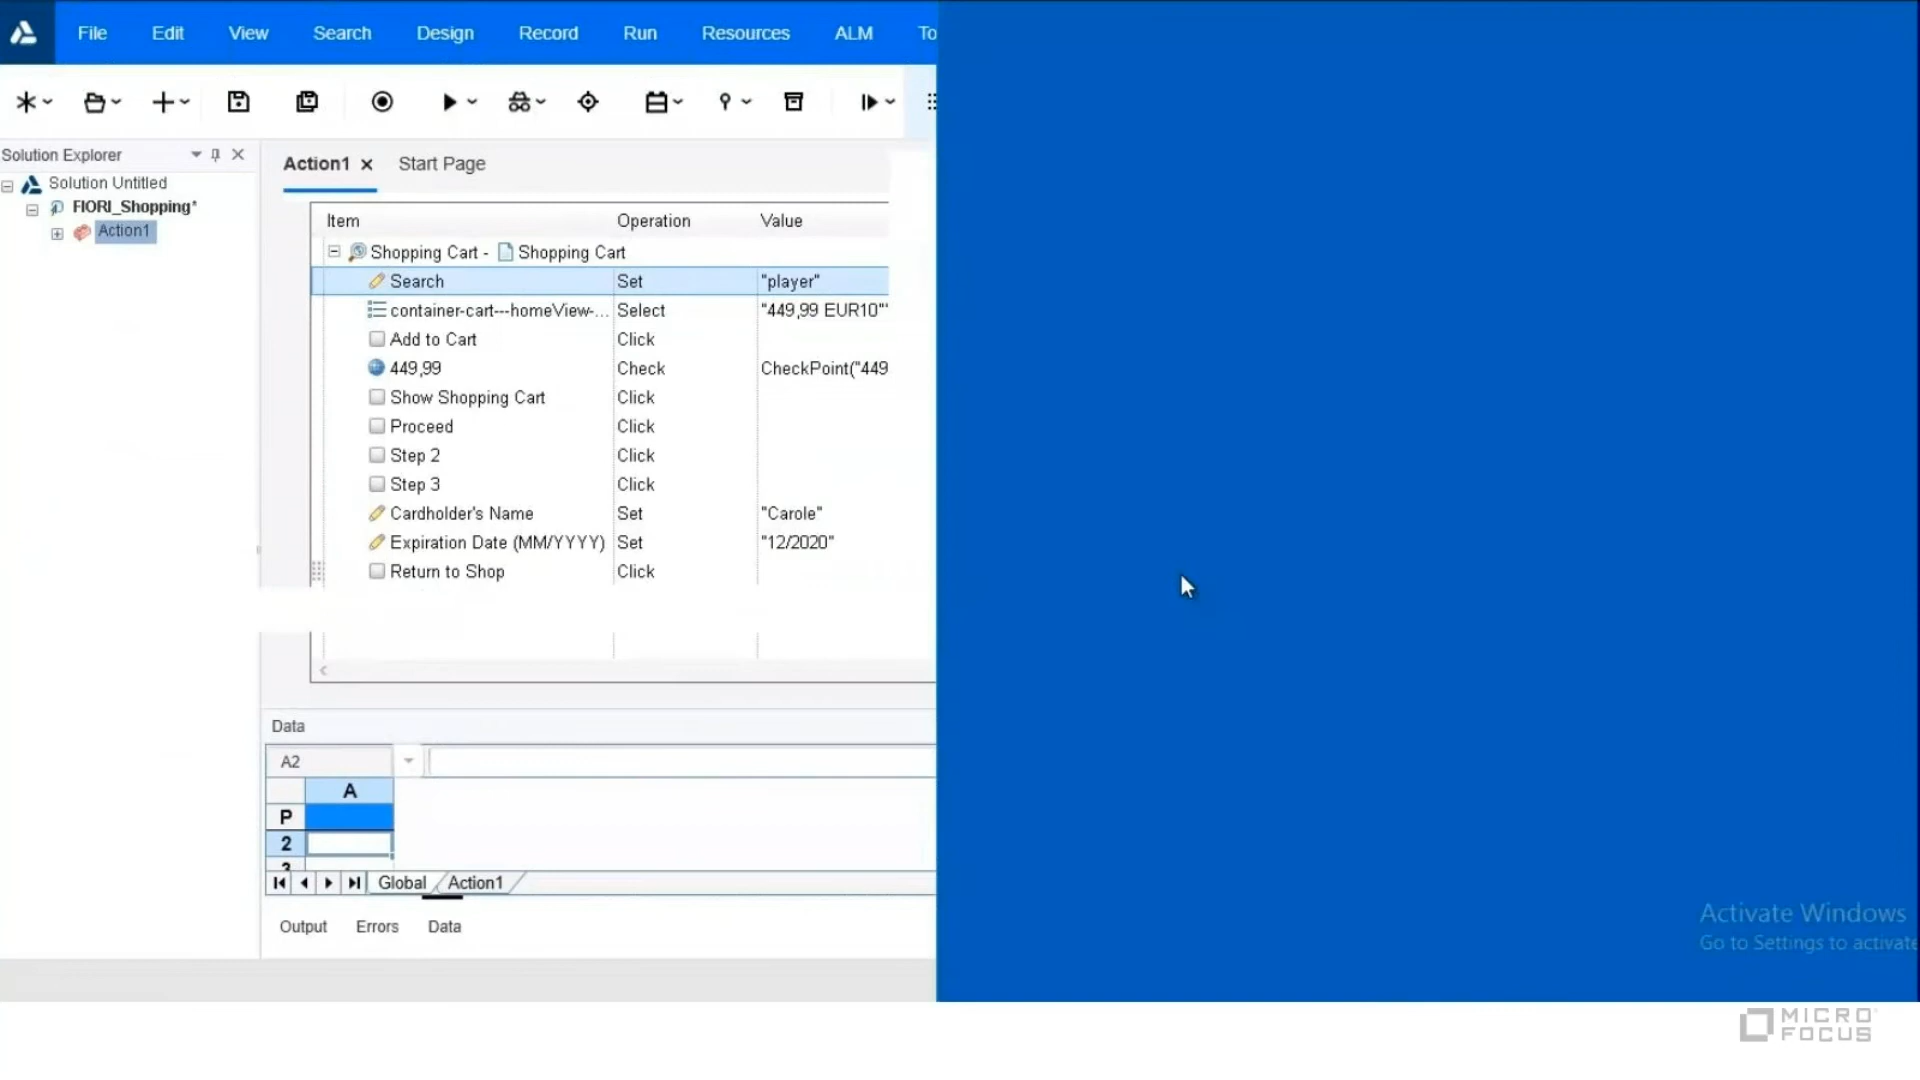 File Edit View Search Design Record Run Resources ALM To
Solution Explorer
Solution Untitled
FIORI_Shopping*
Action1
Action1 Start Page
Item Operation Value
Shopping Cart - Shopping Cart
Search Set "player"
container-cart---homeView-... Select "449,99 EUR10"'
Add to Cart Click
449,99 Check CheckPoint("449
Show Shopping Cart Click
Proceed Click
Step 2 Click
Step 3 Click
Cardholder's Name Set "Carole"
Expiration Date (MM/YYYY) Set "12/2020"
Return to Shop Click
Data
A2
A
P
2
3
Global Action1
Output Errors Data
Activate Windows
Go to Settings to activate
MICRO
FOCUS